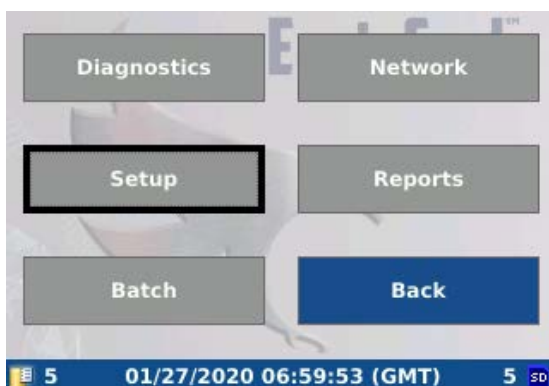 Diagnostics Network
Setup Reports
Batch Back
5 01/27/2020 06:59:53 (GMT) 5 SD